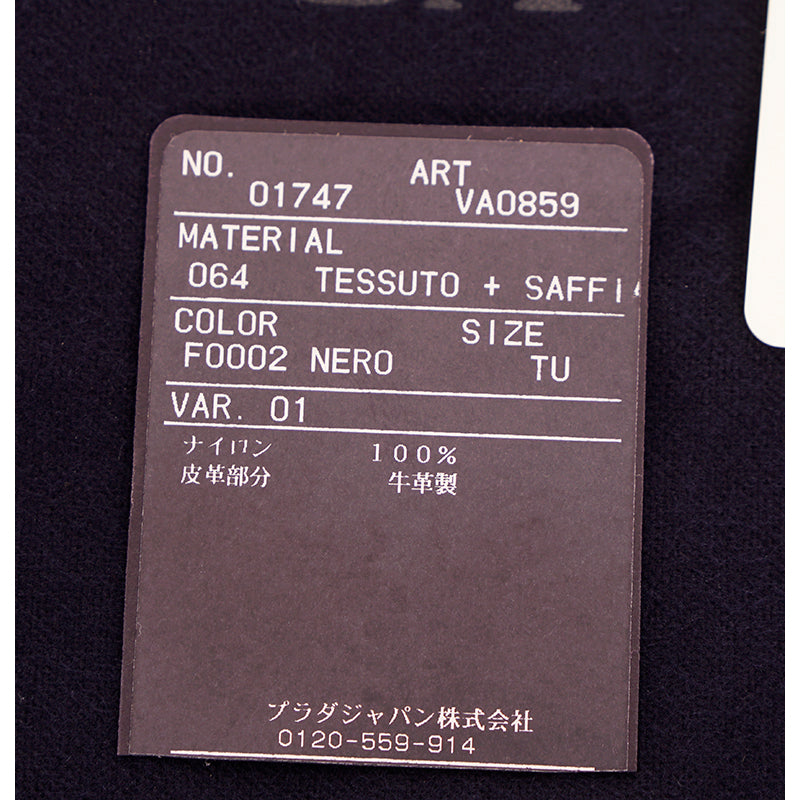 NO. ART
01747 VA0859
MATERIAL
064 TESSUTO + SAFFI
COLOR SIZE
F0002 NERO TU
VAR. 01
ナイロン 100%
皮革部分 牛革製
プラダジャパン株式会社
0120-559-914